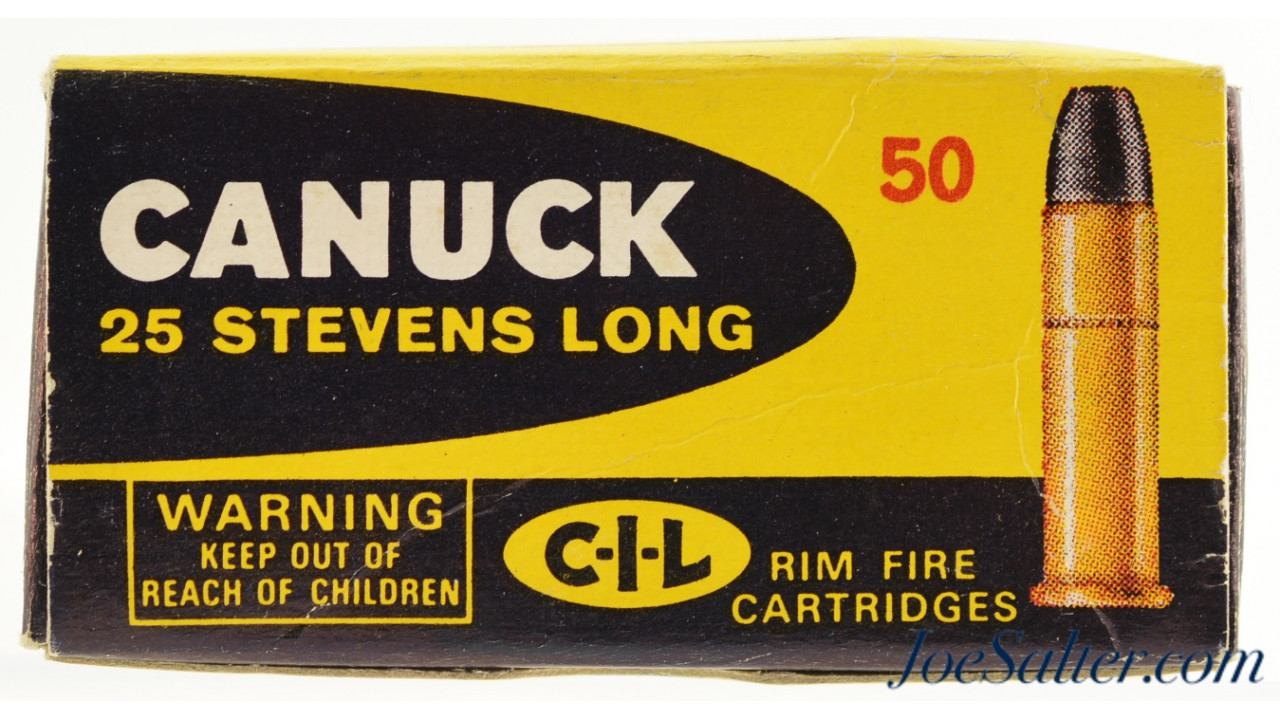 CANUCK
25 STEVENS LONG
50
WARNING
KEEP OUT OF
REACH OF CHILDREN
C-I-L
RIM FIRE
CARTRIDGES
JoeSalter.com